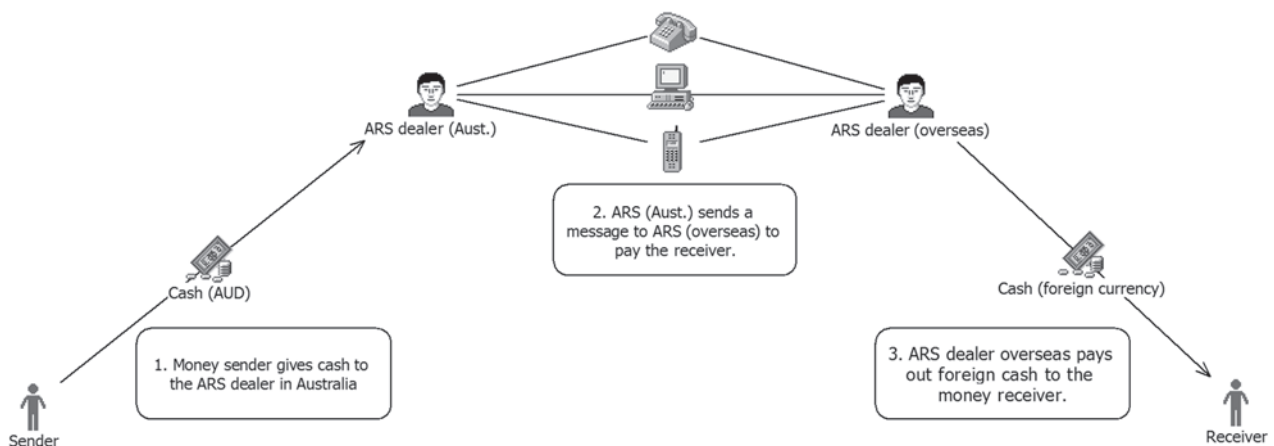 ARS dealer (Aust.)
ARS dealer (overseas)
2. ARS (Aust.) sends a
message to ARS (overseas) to
pay the receiver.
Cash (AUD)
Cash (foreign currency)
1. Money sender gives cash to
the ARS dealer in Australia
3. ARS dealer overseas pays
out foreign cash to the
money receiver.
Sender
Receiver